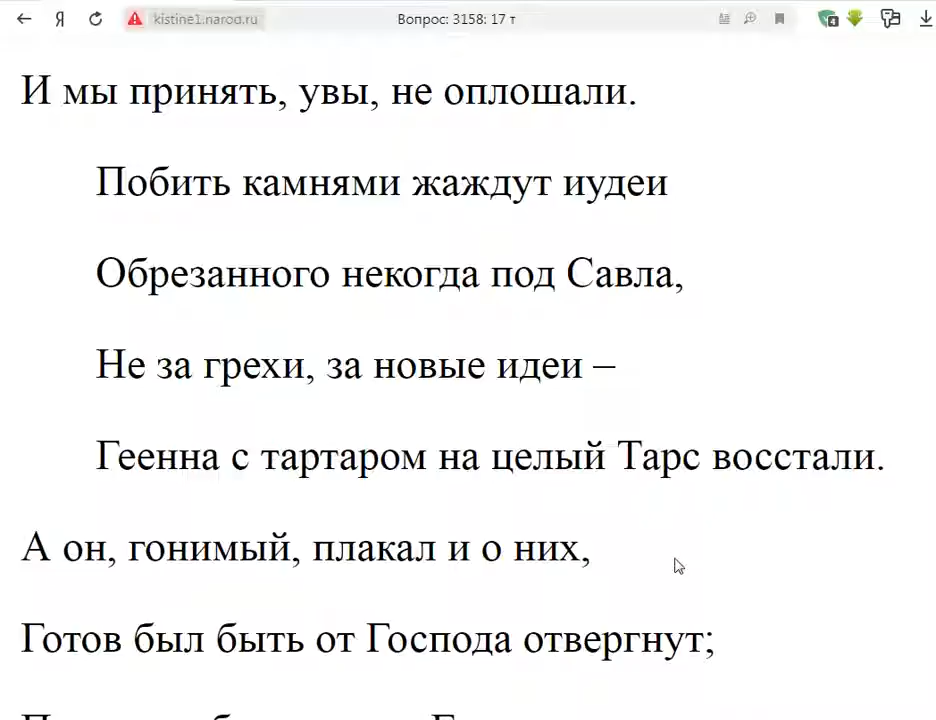 Я kistine1.narod.ru Вопрос: 3158: 17 т 4
И мы принять, увы, не оплошали.
Побить камнями жаждут иудеи
Обрезанного некогда под Савла,
Не за грехи, за новые идеи –
Геенна с тартаром на целый Тарс восстали.
А он, гонимый, плакал и о них,
Готов был быть от Господа отвергнут;